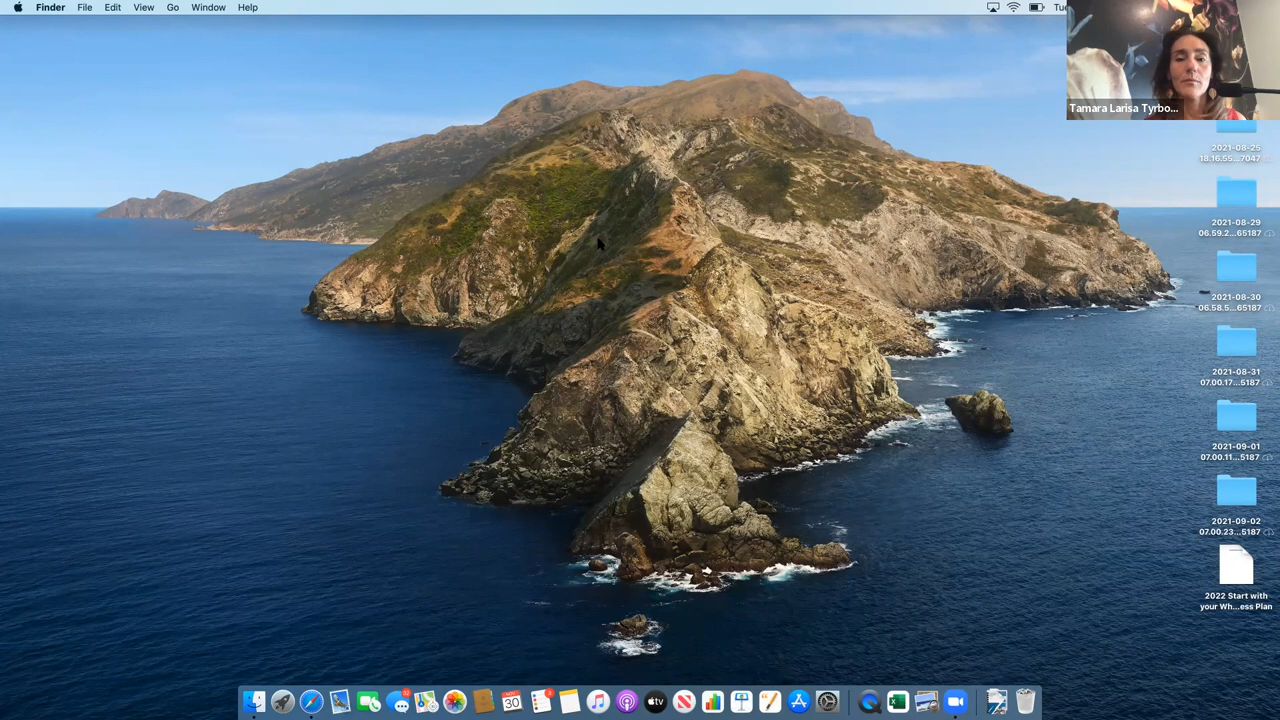 Finder File Edit View Go Window Help
Tue
Tamara Larisa Tyrbo...
2021-08-25
18.16.55...7047
2021-08-29
06.59.2...65187
2021-08-30
06.58.5...65187
2021-08-31
07.00.17...5187
2021-09-01
07.00.11...5187
2021-09-02
07.00.23...5187
2022 Start with
your Wh...ess Plan
30
tv